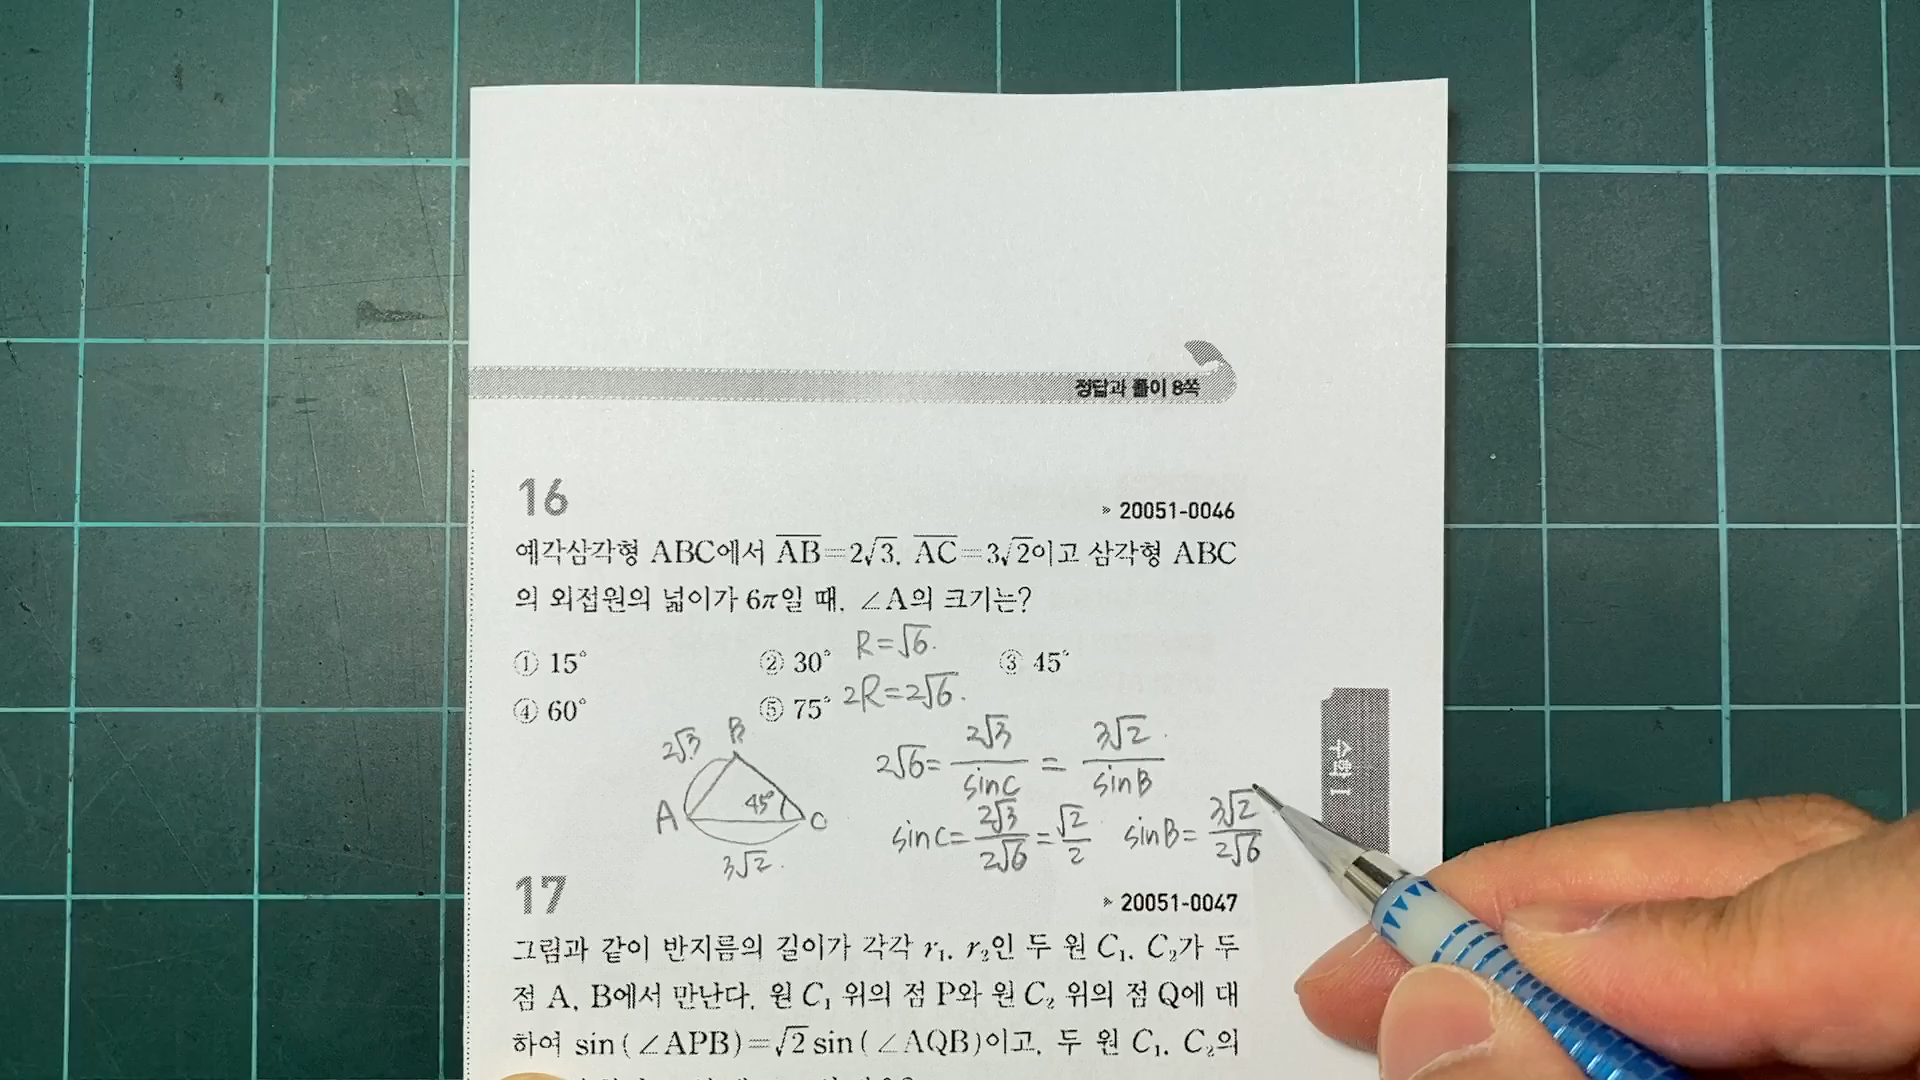 정답과 풀이 8쪽
16
20051-0046
예각삼각형 ABC에서 AB=2√3, AC=3√2이고 삼각형 ABC
의 외접원의 넓이가 6π일 때, ∠A의 크기는?
R=√6.
① 15° ② 30° ③ 45°
2R=2√6.
④ 60° ⑤ 75°
2√3 B
A 45° C
3√2.
2√6 = 2√3/sinC = 3√2/sinB
sinC = 2√3/2√6 = √2/2 sinB = 3√2/2√6
수학 I
17
20051-0047
그림과 같이 반지름의 길이가 각각 r₁, r₂인 두 원 C₁, C₂가 두
점 A, B에서 만난다. 원 C₁ 위의 점 P와 원 C₂ 위의 점 Q에 대
하여 sin(∠APB)=√2 sin(∠AQB)이고, 두 원 C₁, C₂의